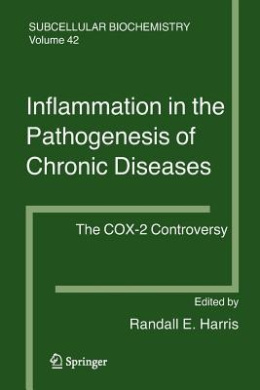 SUBCELLULAR BIOCHEMISTRY
Volume 42
Inflammation in the
Pathogenesis of
Chronic Diseases
The COX-2 Controversy
Edited by
Randall E. Harris
Springer